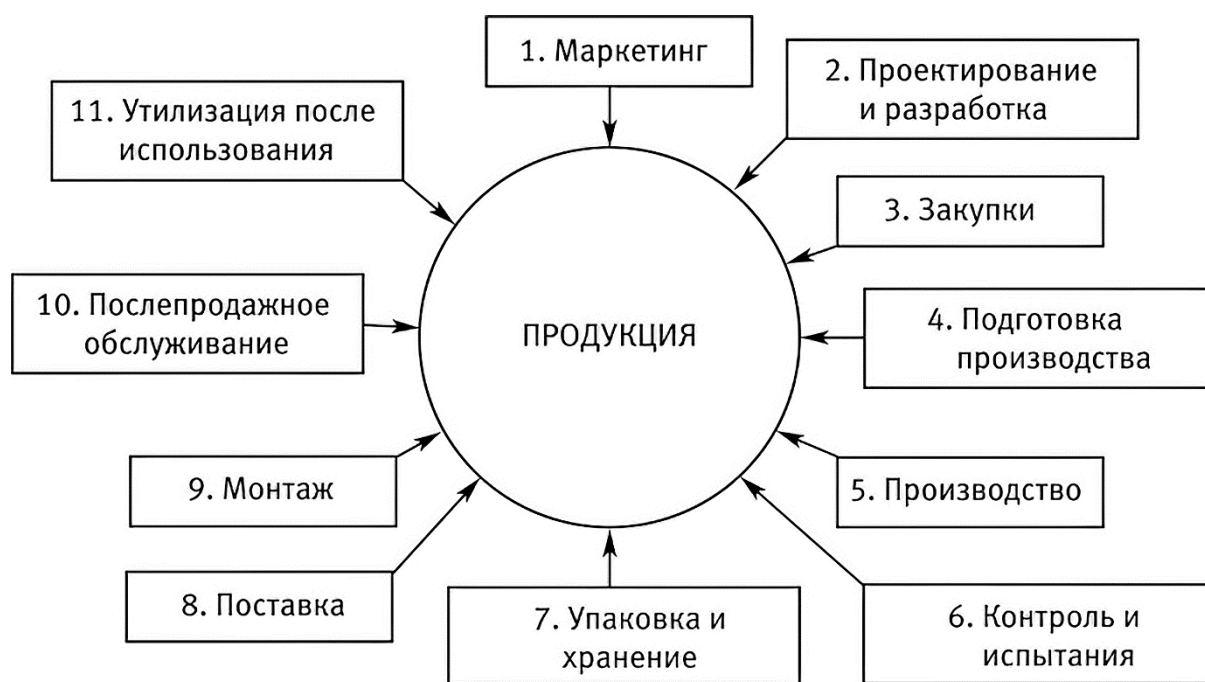 1. Маркетинг
2. Проектирование
и разработка
3. Закупки
4. Подготовка
производства
5. Производство
6. Контроль и
испытания
7. Упаковка и
хранение
8. Поставка
9. Монтаж
10. Послепродажное
обслуживание
11. Утилизация после
использования
ПРОДУКЦИЯ